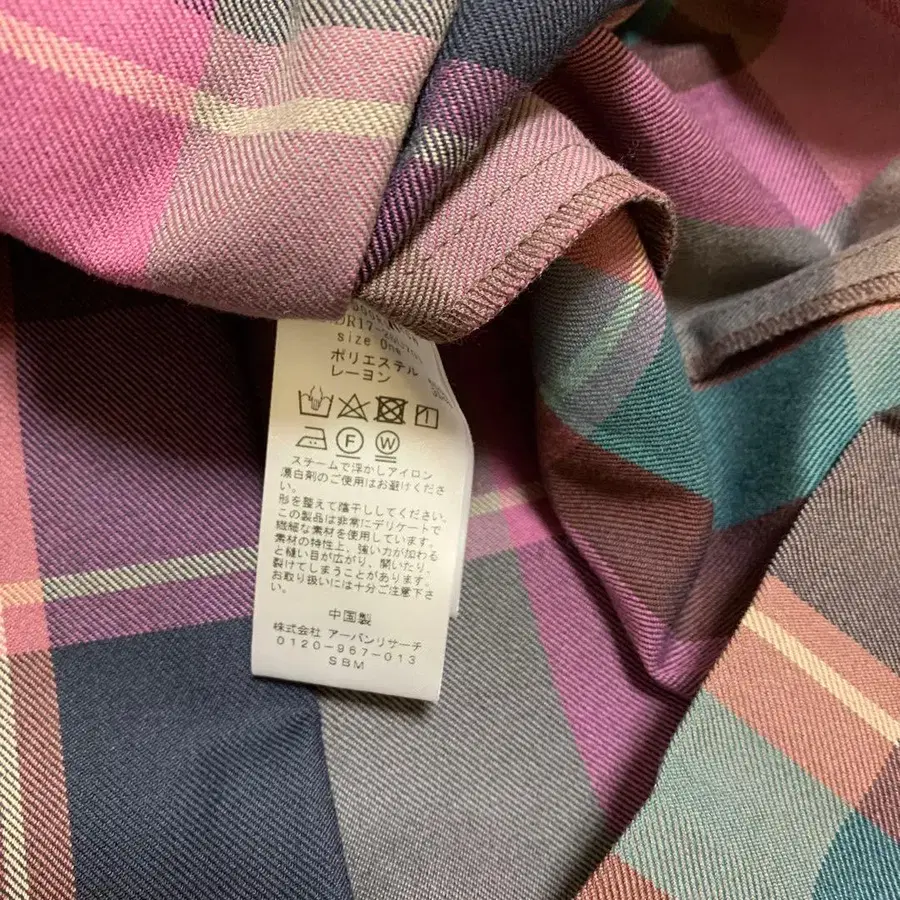 size One
ポリエステル
レーヨン
F W
スチームで浮かしアイロン
漂白剤のご使用はお避けくださ
い。
形を整えて陰干ししてください。
この製品は非常にデリケートで
繊細な素材を使用しています。
素材の特性上、強い力が加わる
と縫い目が広がり、開いたり、
裂けてしまうことがあります。
お取り扱いには十分ご注意下さ
い。
中国製
株式会社 アーバンリサーチ
0120-967-013
SBM